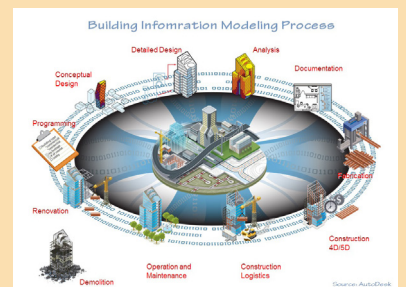 Building Infomration Modeling Process
Detailed Design
Analysis
Conceptual
Design
Documentation
Programming
Fabrication
Renovation
Construction
4D/5D
Operation and
Maintenance
Construction
Logistics
Demolition
Source: AutoDesk